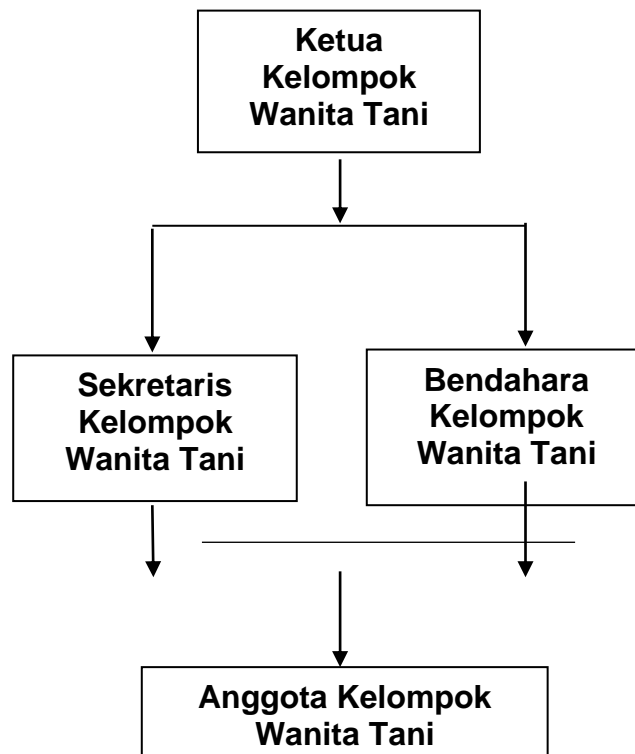 Ketua
Kelompok
Wanita Tani
Sekretaris
Kelompok
Wanita Tani
Bendahara
Kelompok
Wanita Tani
Anggota Kelompok
Wanita Tani